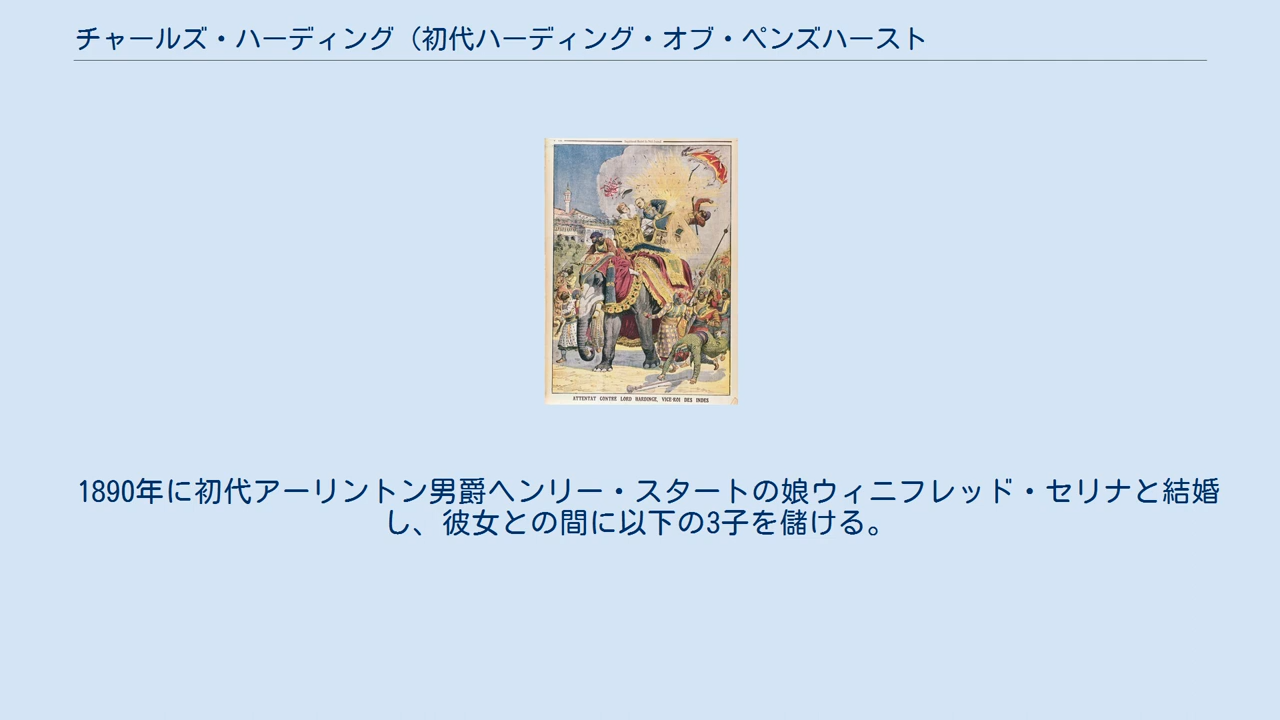 チャールズ・ハーディング（初代ハーディング・オブ・ペンズハースト
ATTENTAT CONTRE LORD HARDINGE, VICE-ROI DES INDES
1890年に初代アーリントン男爵ヘンリー・スタートの娘ウィニフレッド・セリナと結婚
し、彼女との間に以下の3子を儲ける。